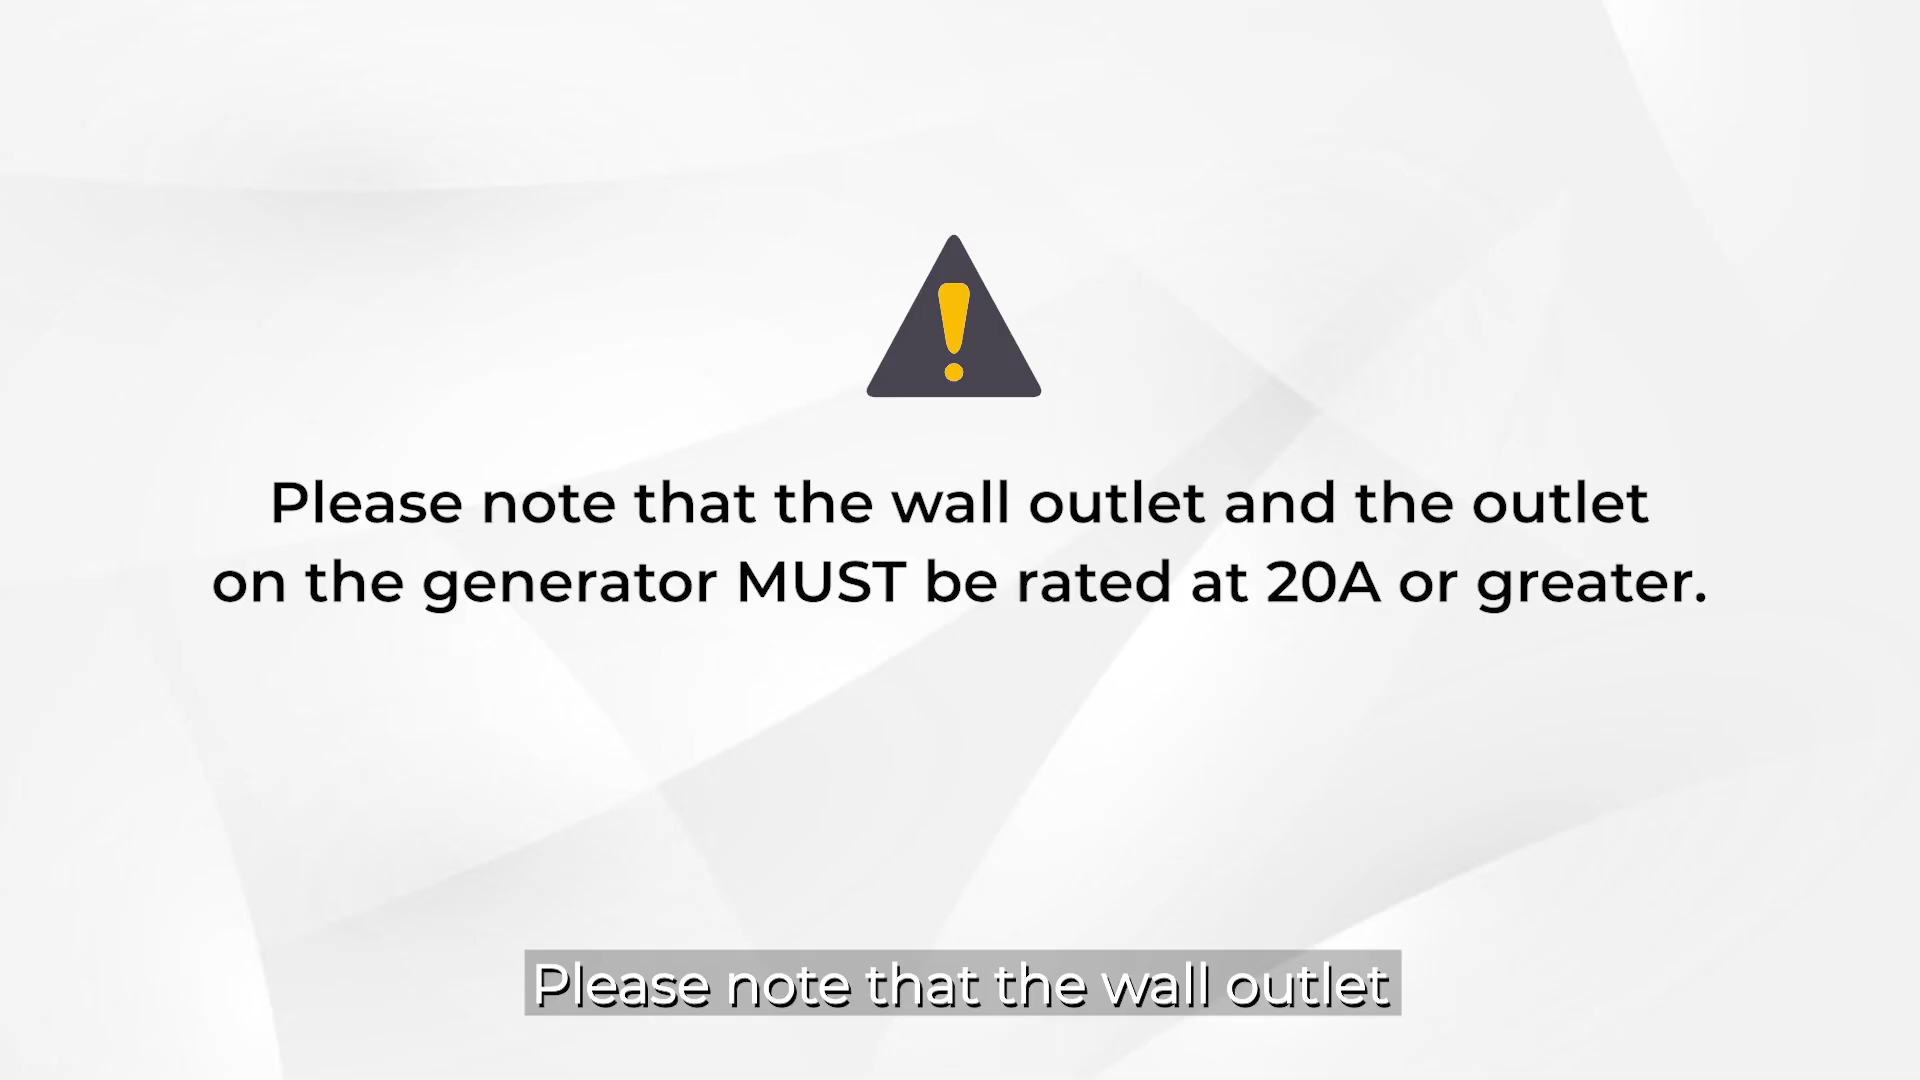 Please note that the wall outlet and the outlet
on the generator MUST be rated at 20A or greater.
Please note that the wall outlet